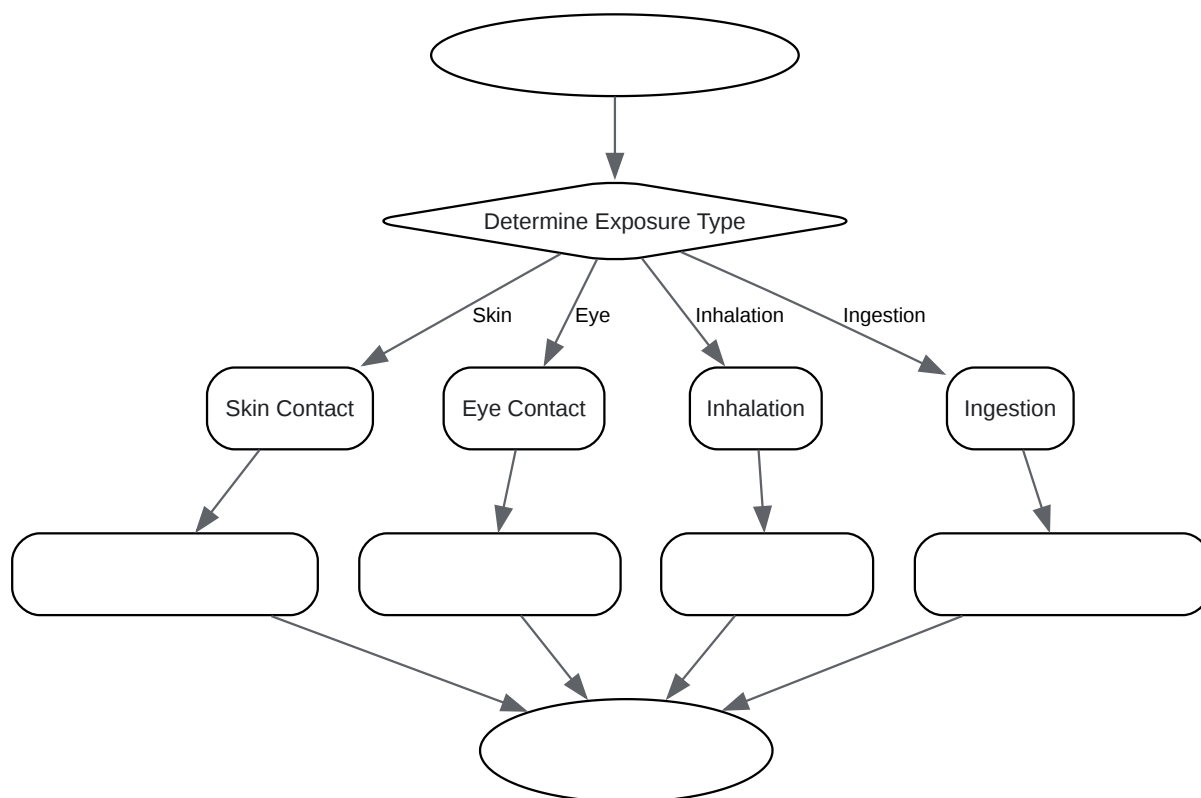 Determine Exposure Type
Skin
Eye
Inhalation
Ingestion
Skin Contact
Eye Contact
Inhalation
Ingestion